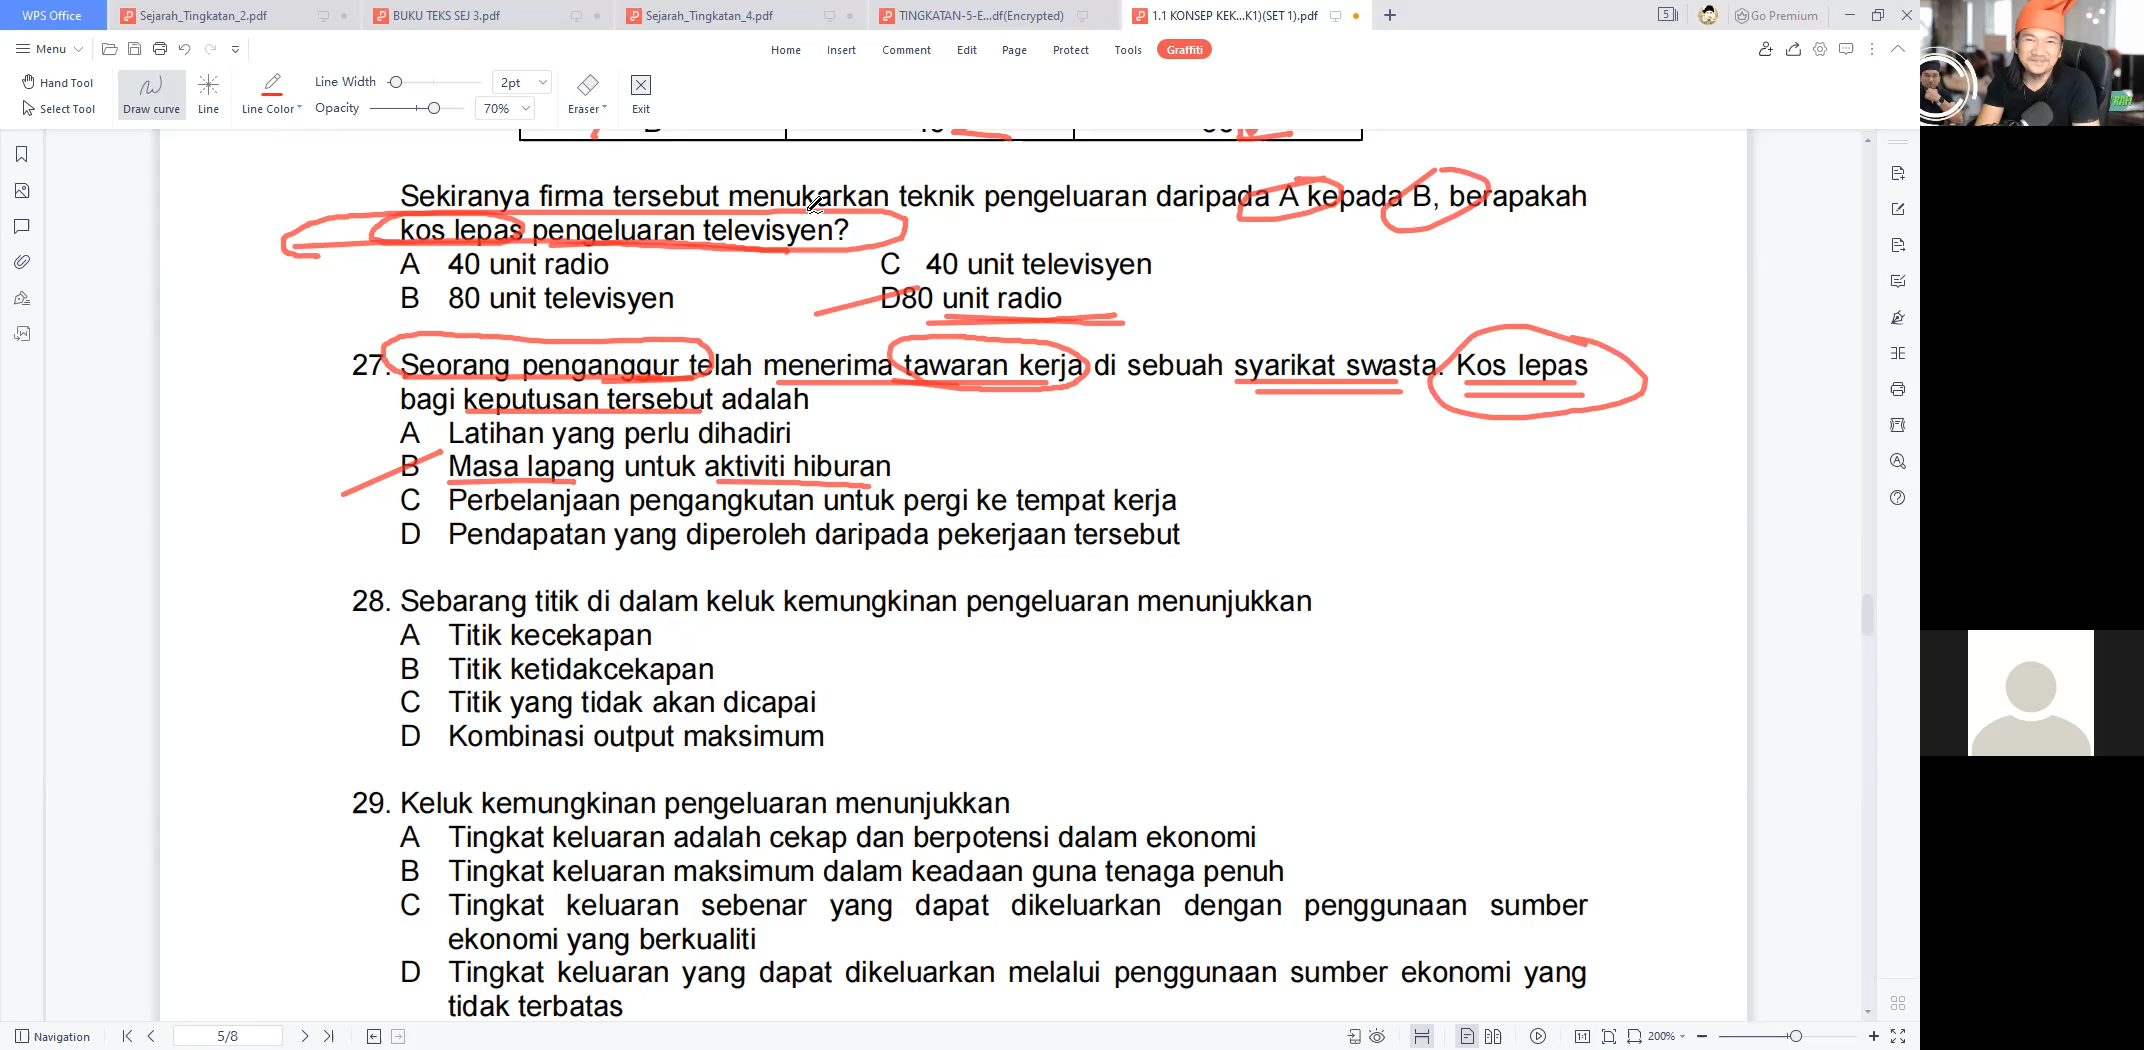 WPS Office
Sejarah_Tingkatan_2.pdf
BUKU TEKS SEJ 3.pdf
Sejarah_Tingkatan_4.pdf
TINGKATAN-5-E...df(Encrypted)
1.1 KONSEP KEK...K1)(SET 1).pdf
5
Go Premium
Menu
Home Insert Comment Edit Page Protect Tools Graffiti
Hand Tool
Select Tool
Draw curve
Line
Line Color
Line Width
2pt
Opacity
70%
Eraser
Exit
Sekiranya firma tersebut menukarkan teknik pengeluaran daripada A kepada B, berapakah
kos lepas pengeluaran televisyen?
A 40 unit radio C 40 unit televisyen
B 80 unit televisyen D80 unit radio
27. Seorang penganggur telah menerima tawaran kerja di sebuah syarikat swasta. Kos lepas
bagi keputusan tersebut adalah
A Latihan yang perlu dihadiri
B Masa lapang untuk aktiviti hiburan
C Perbelanjaan pengangkutan untuk pergi ke tempat kerja
D Pendapatan yang diperoleh daripada pekerjaan tersebut
28. Sebarang titik di dalam keluk kemungkinan pengeluaran menunjukkan
A Titik kecekapan
B Titik ketidakcekapan
C Titik yang tidak akan dicapai
D Kombinasi output maksimum
29. Keluk kemungkinan pengeluaran menunjukkan
A Tingkat keluaran adalah cekap dan berpotensi dalam ekonomi
B Tingkat keluaran maksimum dalam keadaan guna tenaga penuh
C Tingkat keluaran sebenar yang dapat dikeluarkan dengan penggunaan sumber
ekonomi yang berkualiti
D Tingkat keluaran yang dapat dikeluarkan melalui penggunaan sumber ekonomi yang
tidak terbatas
Navigation
5/8
1:1
200%